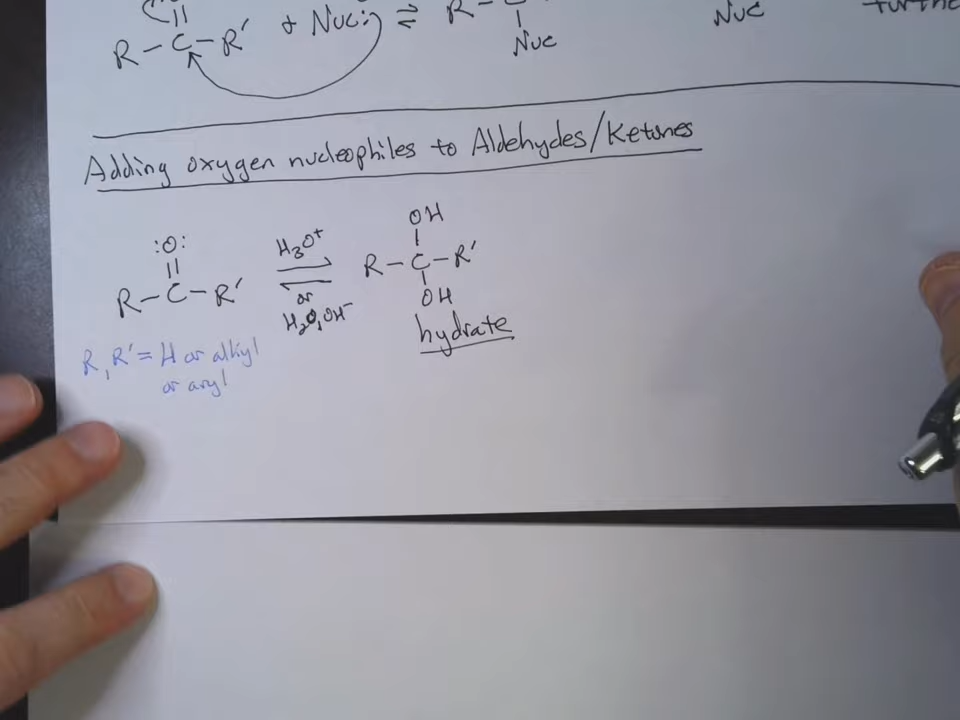 R-C-R' + Nuc: ⇌ R-C
||
Nuc
Nuc
Adding oxygen nucleophiles to Aldehydes/Ketones
:O:
||
R-C-R'
H3O+
⇌
or
H2O, OH-
OH
|
R-C-R'
|
OH
hydrate
R, R' = H or alkyl
or aryl